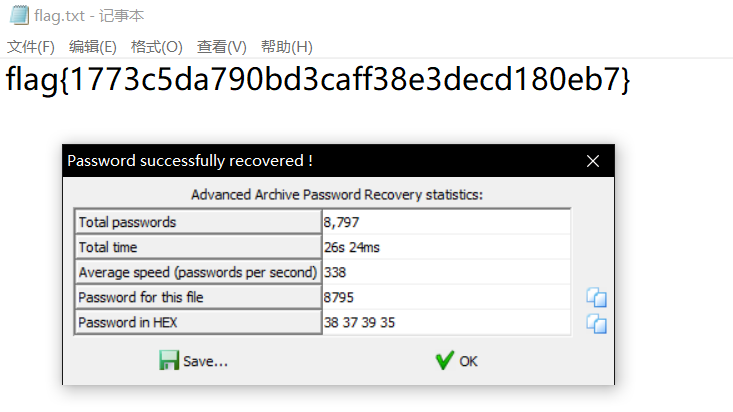 flag.txt - 记事本
文件(F) 编辑(E) 格式(O) 查看(V) 帮助(H)
flag{1773c5da790bd3caff38e3decd180eb7}
Password successfully recovered !
Advanced Archive Password Recovery statistics:
Total passwords 8,797
Total time 26s 24ms
Average speed (passwords per second) 338
Password for this file 8795
Password in HEX 38 37 39 35
Save... OK